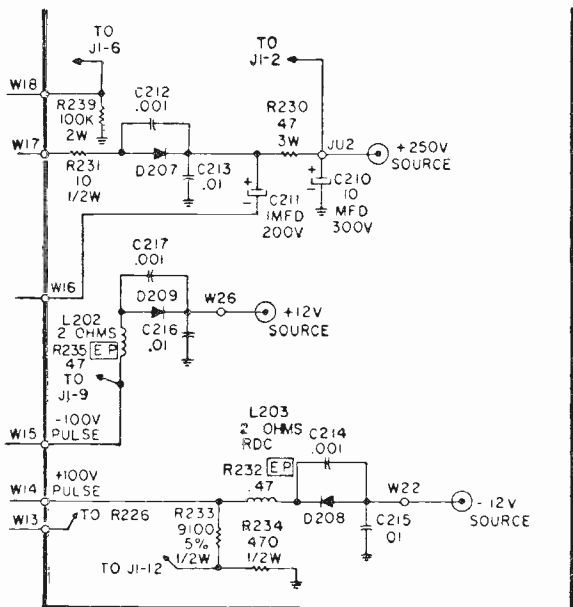 TO
J1-6
W18
R239
100K
2W
W17
R231
10
1/2W
C212
.001
D207
C213
.01
TO
J1-2
R230
47
3W
JU2
+250V
SOURCE
+
-
C211
1MFD
200V
+
-
C210
10
MFD
300V
W16
C217
.001
D209
C216
.01
W26
+12V
SOURCE
L202
2 OHMS
R235 EP
47
TO
J1-9
-100V
W15 PULSE
+100V
W14 PULSE
W13 TO R226
L203
2 OHMS
RDC
R232 EP
.47
C214
.001
D208
W22
C215
01
-12V
SOURCE
R233
9100
5%
1/2W
R234
470
1/2W
TO J1-12